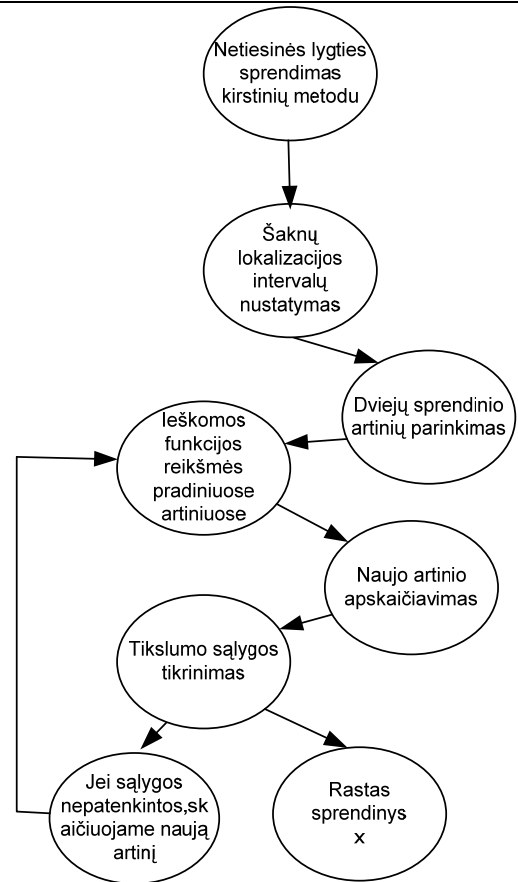 Netiesinės lygties
sprendimas
kirstinių metodu
Šaknų
lokalizacijos
intervalų
nustatymas
Dviejų sprendinio
artinių parinkimas
Ieškomos
funkcijos
reikšmės
pradiniuose
artiniuose
Naujo artinio
apskaičiavimas
Tikslumo sąlygos
tikrinimas
Jei sąlygos
nepatenkintos,sk
aičiuojame naują
artinį
Rastas
sprendinys
x